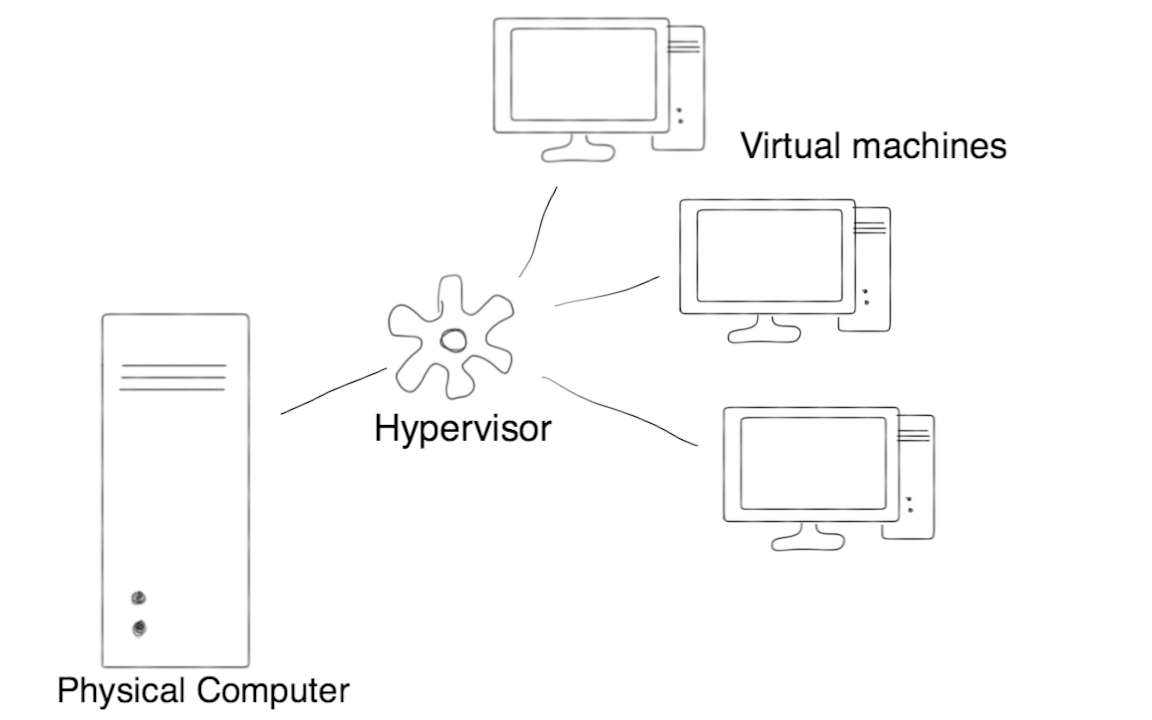 Virtual machines
Hypervisor
Physical Computer